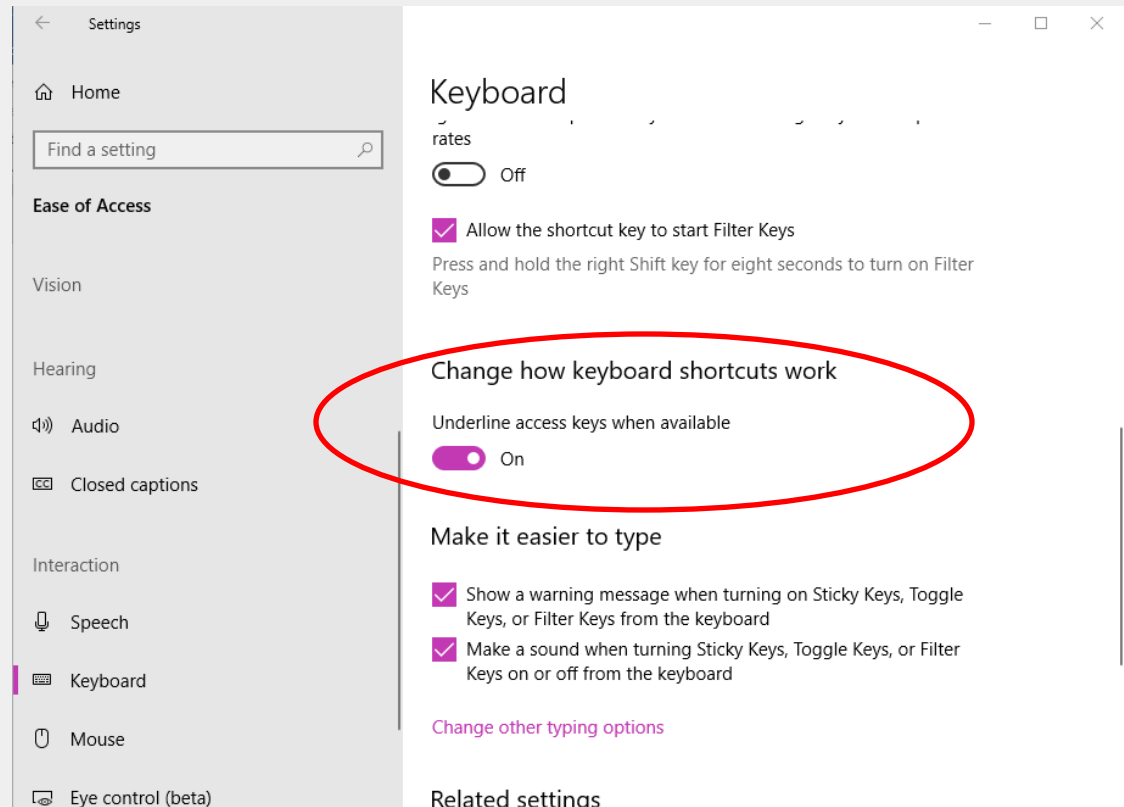 Settings
Home
Find a setting
Ease of Access
Vision
Hearing
Audio
CC Closed captions
Interaction
Speech
Keyboard
Mouse
Eye control (beta)
Keyboard
rates
Off
Allow the shortcut key to start Filter Keys
Press and hold the right Shift key for eight seconds to turn on Filter
Keys
Change how keyboard shortcuts work
Underline access keys when available
On
Make it easier to type
Show a warning message when turning on Sticky Keys, Toggle
Keys, or Filter Keys from the keyboard
Make a sound when turning Sticky Keys, Toggle Keys, or Filter
Keys on or off from the keyboard
Change other typing options
Related settings